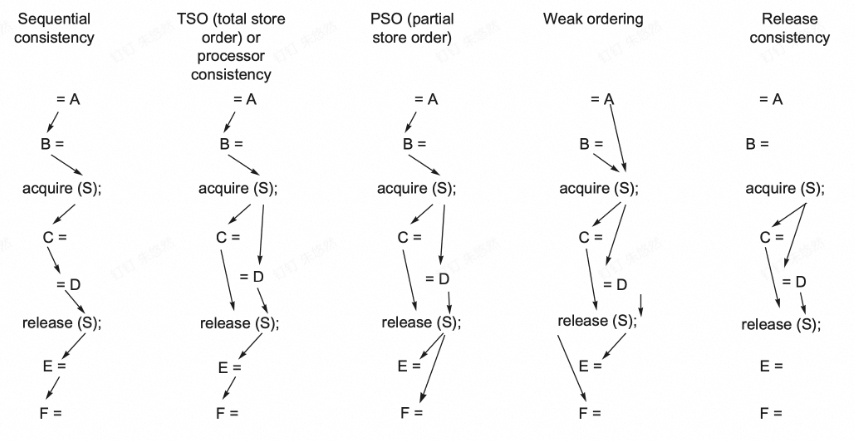 Sequential
consistency
= A
B =
acquire (S);
C =
= D
release (S);
E =
F =
TSO (total store
order) or
processor
consistency
= A
B =
acquire (S);
C =
= D
release (S);
E =
F =
PSO (partial
store order)
= A
B =
acquire (S);
C =
= D
release (S);
E =
F =
Weak ordering
= A
B =
acquire (S);
C =
= D
release (S);
E =
F =
Release
consistency
= A
B =
acquire (S);
C =
= D
release (S);
E =
F =